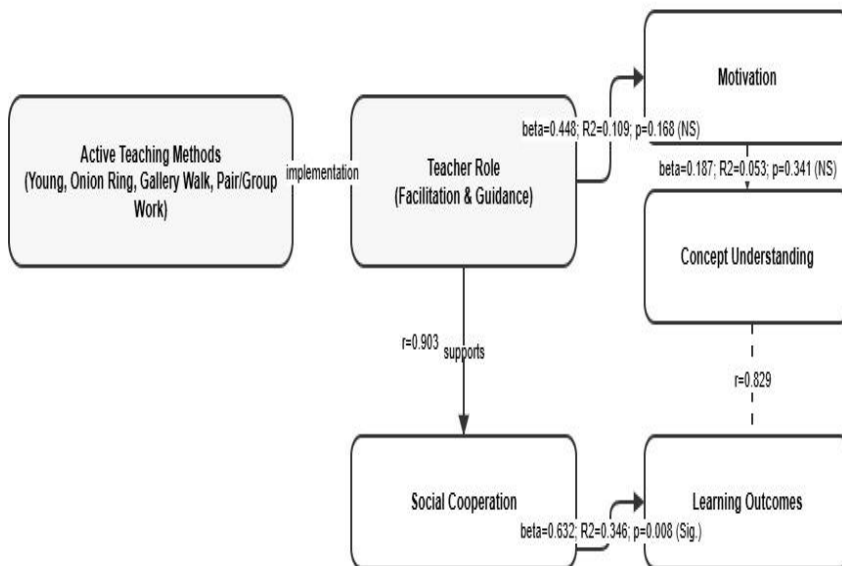 Motivation
beta=0.448; R2=0.109; p=0.168 (NS)
Active Teaching Methods
(Young, Onion Ring, Gallery Walk, Pair/Group
Work)
implementation
Teacher Role
(Facilitation & Guidance)
beta=0.187; R2=0.053; p=0.341 (NS)
Concept Understanding
r=0.903
supports
r=0.829
Social Cooperation
beta=0.632; R2=0.346; p=0.008 (Sig.)
Learning Outcomes